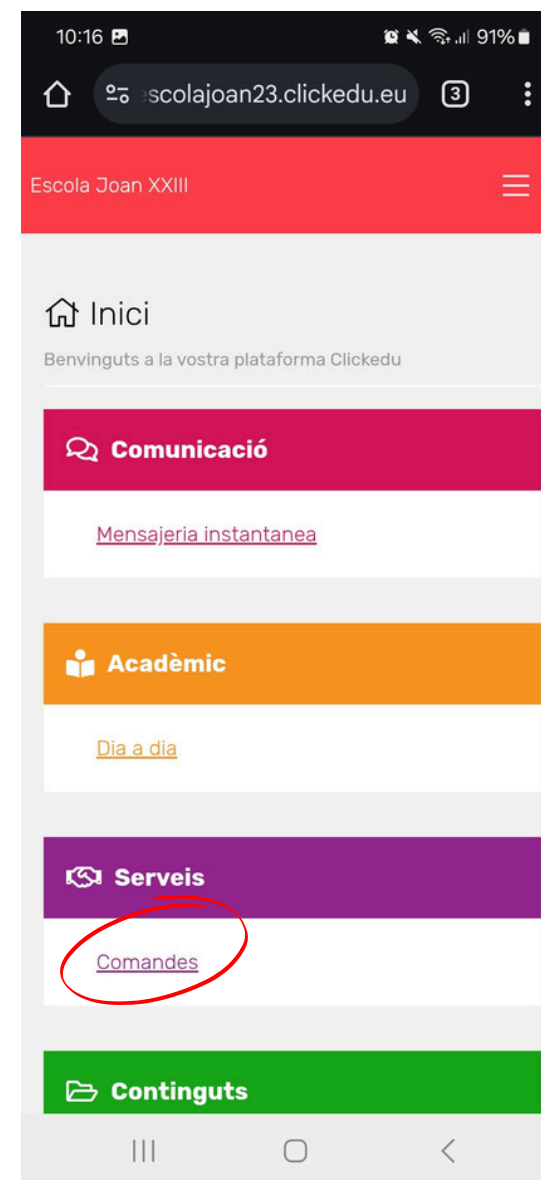 10:16
91%
scolajoan23.clickedu.eu
3
Escola Joan XXIII
Inici
Benvinguts a la vostra plataforma Clickedu
Comunicació
Mensajeria instantanea
Acadèmic
Dia a dia
Serveis
Comandes
Continguts